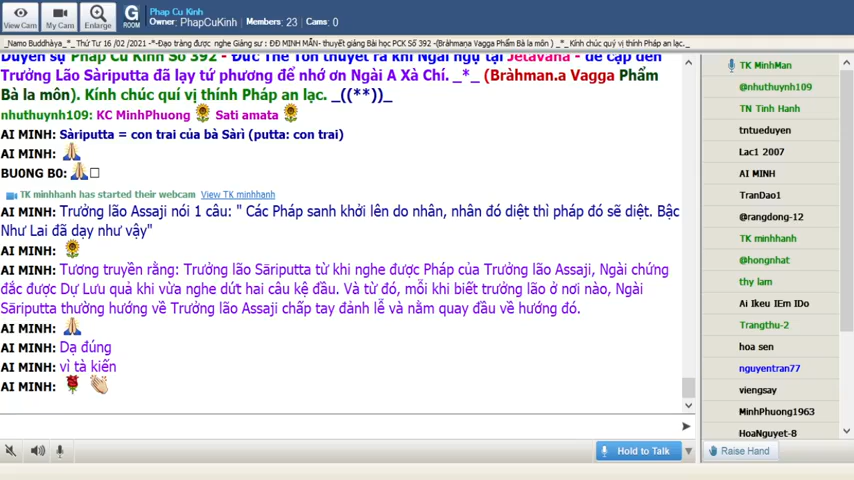 Phap Cu Kinh
Owner: PhapCuKinh  Members: 23  Cams: 0
View Cam
My Cam
Enlarge
G ROOM
_Namo Buddhàya_*_ Thứ Tư 16 /02 /2021 -*-Đạo tràng được nghe Giảng sư : ĐĐ MINH MẪN- thuyết giảng Bài học PCK Số 392 -(Bràhmaṇa Vagga Phẩm Bà la môn ) _*_ Kính chúc quý vị thính Pháp an lạc._
Duyên sự Pháp Cú Kinh Số 392 - Đức Thế Tôn thuyết ra khi Ngài ngụ tại Jetavana - đề cập đến
Trưởng Lão Sàriputta đã lạy tứ phương để nhớ ơn Ngài A Xà Chí. _*_ (Bràhman.a Vagga Phẩm
Bà la môn). Kính chúc quí vị thính Pháp an lạc. _((**))_
nhuthuynh109: KC MinhPhuong Sati amata
AI MINH: Sàriputta = con trai của bà Sàrì (putta: con trai)
AI MINH:
BU0NG B0:
TK minhhanh has started their webcam View TK minhhanh
AI MINH: Trưởng lão Assaji nói 1 câu: " Các Pháp sanh khởi lên do nhân, nhân đó diệt thì pháp đó sẽ diệt. Bậc
Như Lai đã dạy như vậy"
AI MINH:
AI MINH: Tương truyền rằng: Trưởng lão Sāriputta từ khi nghe được Pháp của Trưởng lão Assaji, Ngài chứng
đắc được Dự Lưu quả khi vừa nghe dứt hai câu kệ đầu. Và từ đó, mỗi khi biết trưởng lão ở nơi nào, Ngài
Sāriputta thường hướng về Trưởng lão Assaji chấp tay đảnh lễ và nằm quay đầu về hướng đó.
AI MINH:
AI MINH: Dạ đúng
AI MINH: vì tà kiến
AI MINH:
Hold to Talk
Raise Hand
TK MinhMan
@nhuthuynh109
TN Tinh Hanh
tntueduyen
Lac1 2007
AI MINH
TranDao1
@rangdong-12
TK minhhanh
@hongnhat
thy lam
Ai Ikeu IEm IDo
Trangthu-2
hoa sen
nguyentran77
viengsay
MinhPhuong1963
HoaNguyet-8